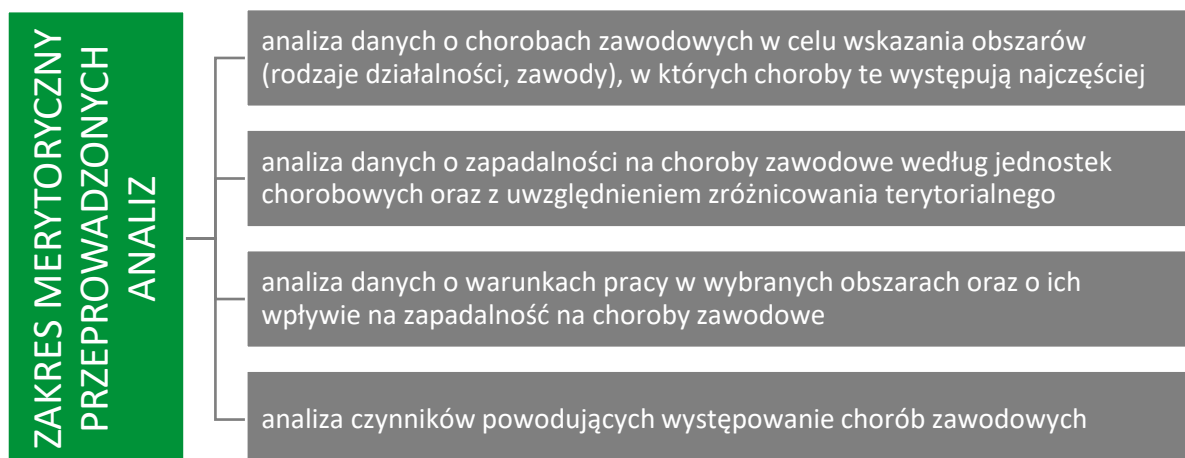 ZAKRES MERYTORYCZNY
PRZEPROWADZONYCH
ANALIZ
analiza danych o chorobach zawodowych w celu wskazania obszarów
(rodzaje działalności, zawody), w których choroby te występują najczęściej
analiza danych o zapadalności na choroby zawodowe według jednostek
chorobowych oraz z uwzględnieniem zróżnicowania terytorialnego
analiza danych o warunkach pracy w wybranych obszarach oraz o ich
wpływie na zapadalność na choroby zawodowe
analiza czynników powodujących występowanie chorób zawodowych